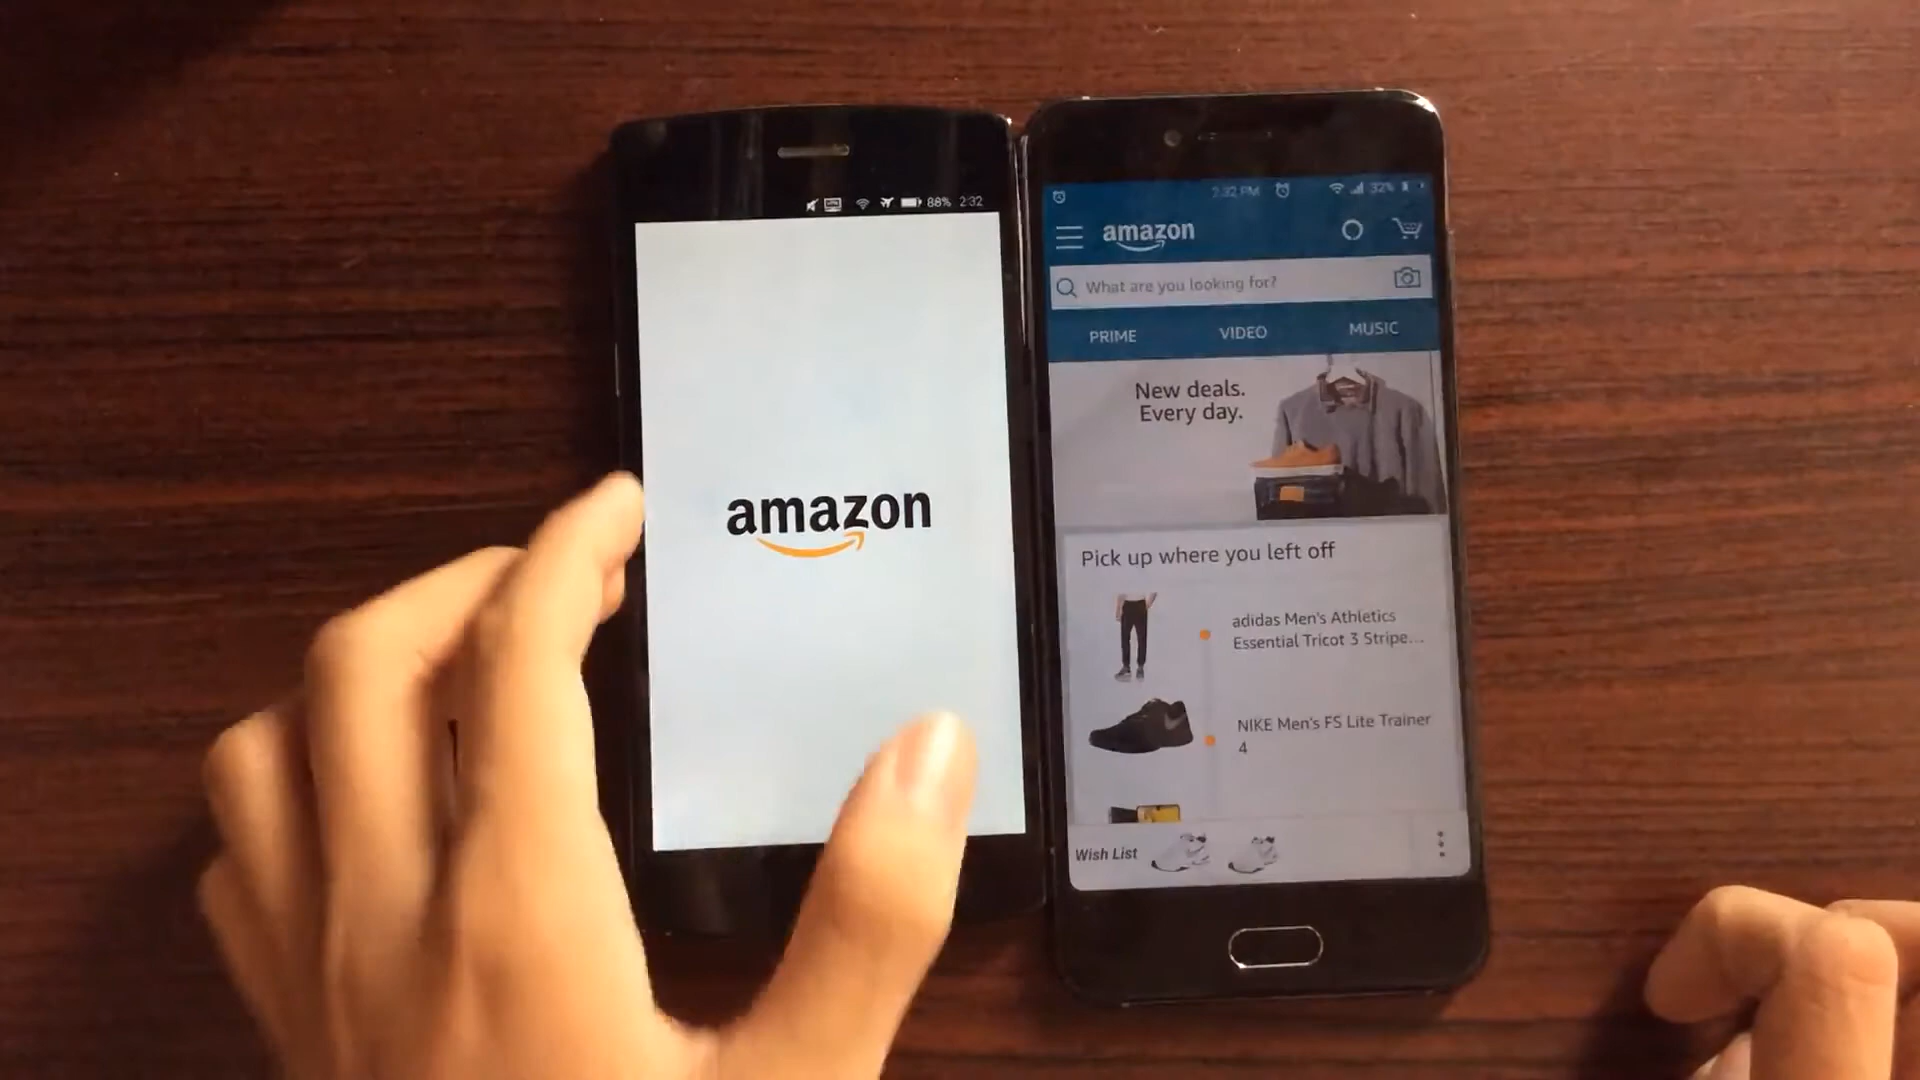 88% 2:32
amazon
2:32 PM 32%
amazon
What are you looking for?
PRIME VIDEO MUSIC
New deals.
Every day.
Pick up where you left off
adidas Men's Athletics
Essential Tricot 3 Stripe...
NIKE Men's FS Lite Trainer
4
Wish List